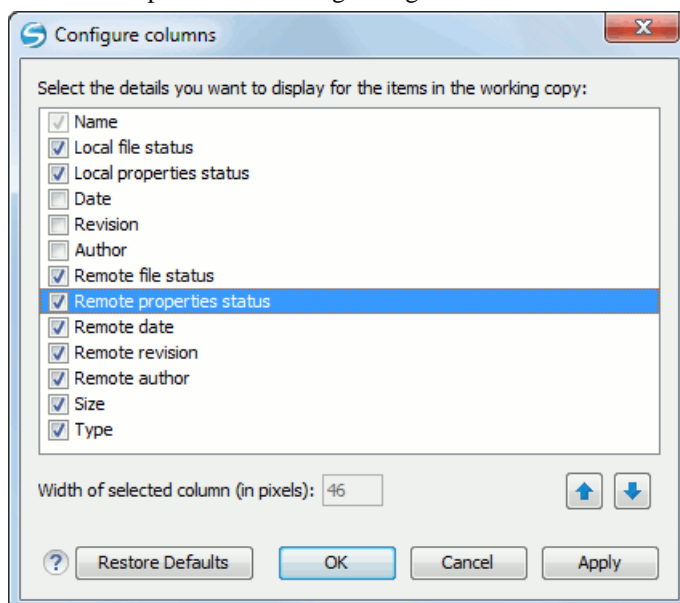 Configure columns
Select the details you want to display for the items in the working copy:
Name
Local file status
Local properties status
Date
Revision
Author
Remote file status
Remote properties status
Remote date
Remote revision
Remote author
Size
Type
Width of selected column (in pixels): 46
? Restore Defaults OK Cancel Apply